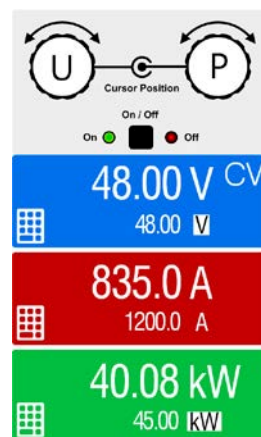 U P
Cursor Position
On / Off
On Off
48.00 V CV
48.00 V
835.0 A
1200.0 A
40.08 kW
45.00 kW